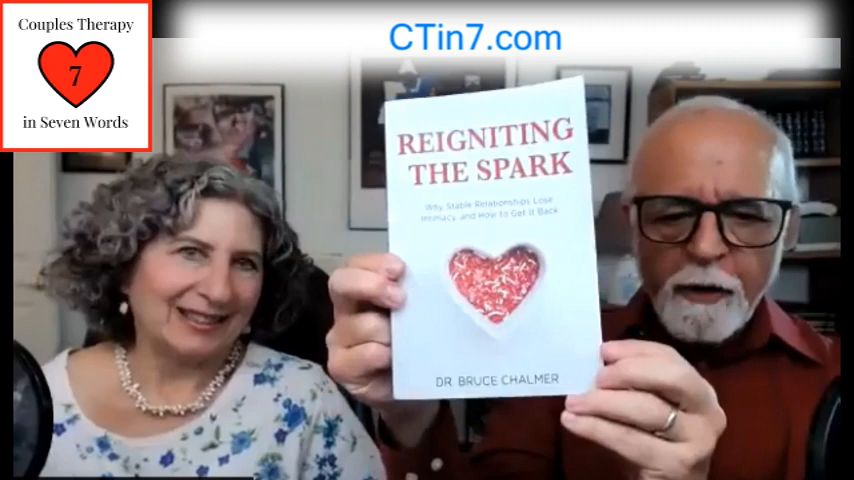 Couples Therapy
7
in Seven Words
CTin7.com
REIGNITING
THE SPARK
Why Stable Relationships Lose
Intimacy, and How to Get It Back
DR. BRUCE CHALMER